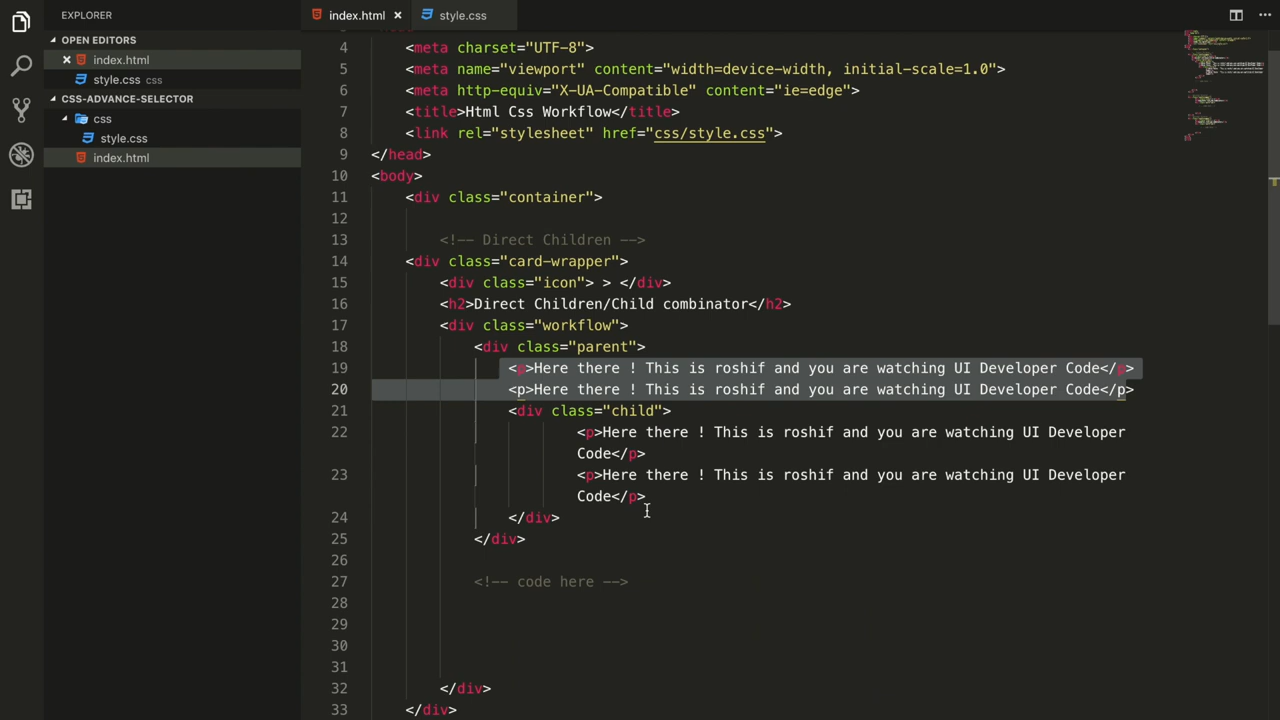 EXPLORER
OPEN EDITORS
index.html
style.css css
CSS-ADVANCE-SELECTOR
css
style.css
index.html
index.html
style.css
4 <meta charset="UTF-8">
5 <meta name="viewport" content="width=device-width, initial-scale=1.0">
6 <meta http-equiv="X-UA-Compatible" content="ie=edge">
7 <title>Html Css Workflow</title>
8 <link rel="stylesheet" href="css/style.css">
9 </head>
10 <body>
11 <div class="container">
12
13 <!-- Direct Children -->
14 <div class="card-wrapper">
15 <div class="icon"> > </div>
16 <h2>Direct Children/Child combinator</h2>
17 <div class="workflow">
18 <div class="parent">
19 <p>Here there ! This is roshif and you are watching UI Developer Code</p>
20 <p>Here there ! This is roshif and you are watching UI Developer Code</p>
21 <div class="child">
22 <p>Here there ! This is roshif and you are watching UI Developer
Code</p>
23 <p>Here there ! This is roshif and you are watching UI Developer
Code</p>
24 </div>
25 </div>
26
27 <!-- code here -->
28
29
30
31
32 </div>
33 </div>